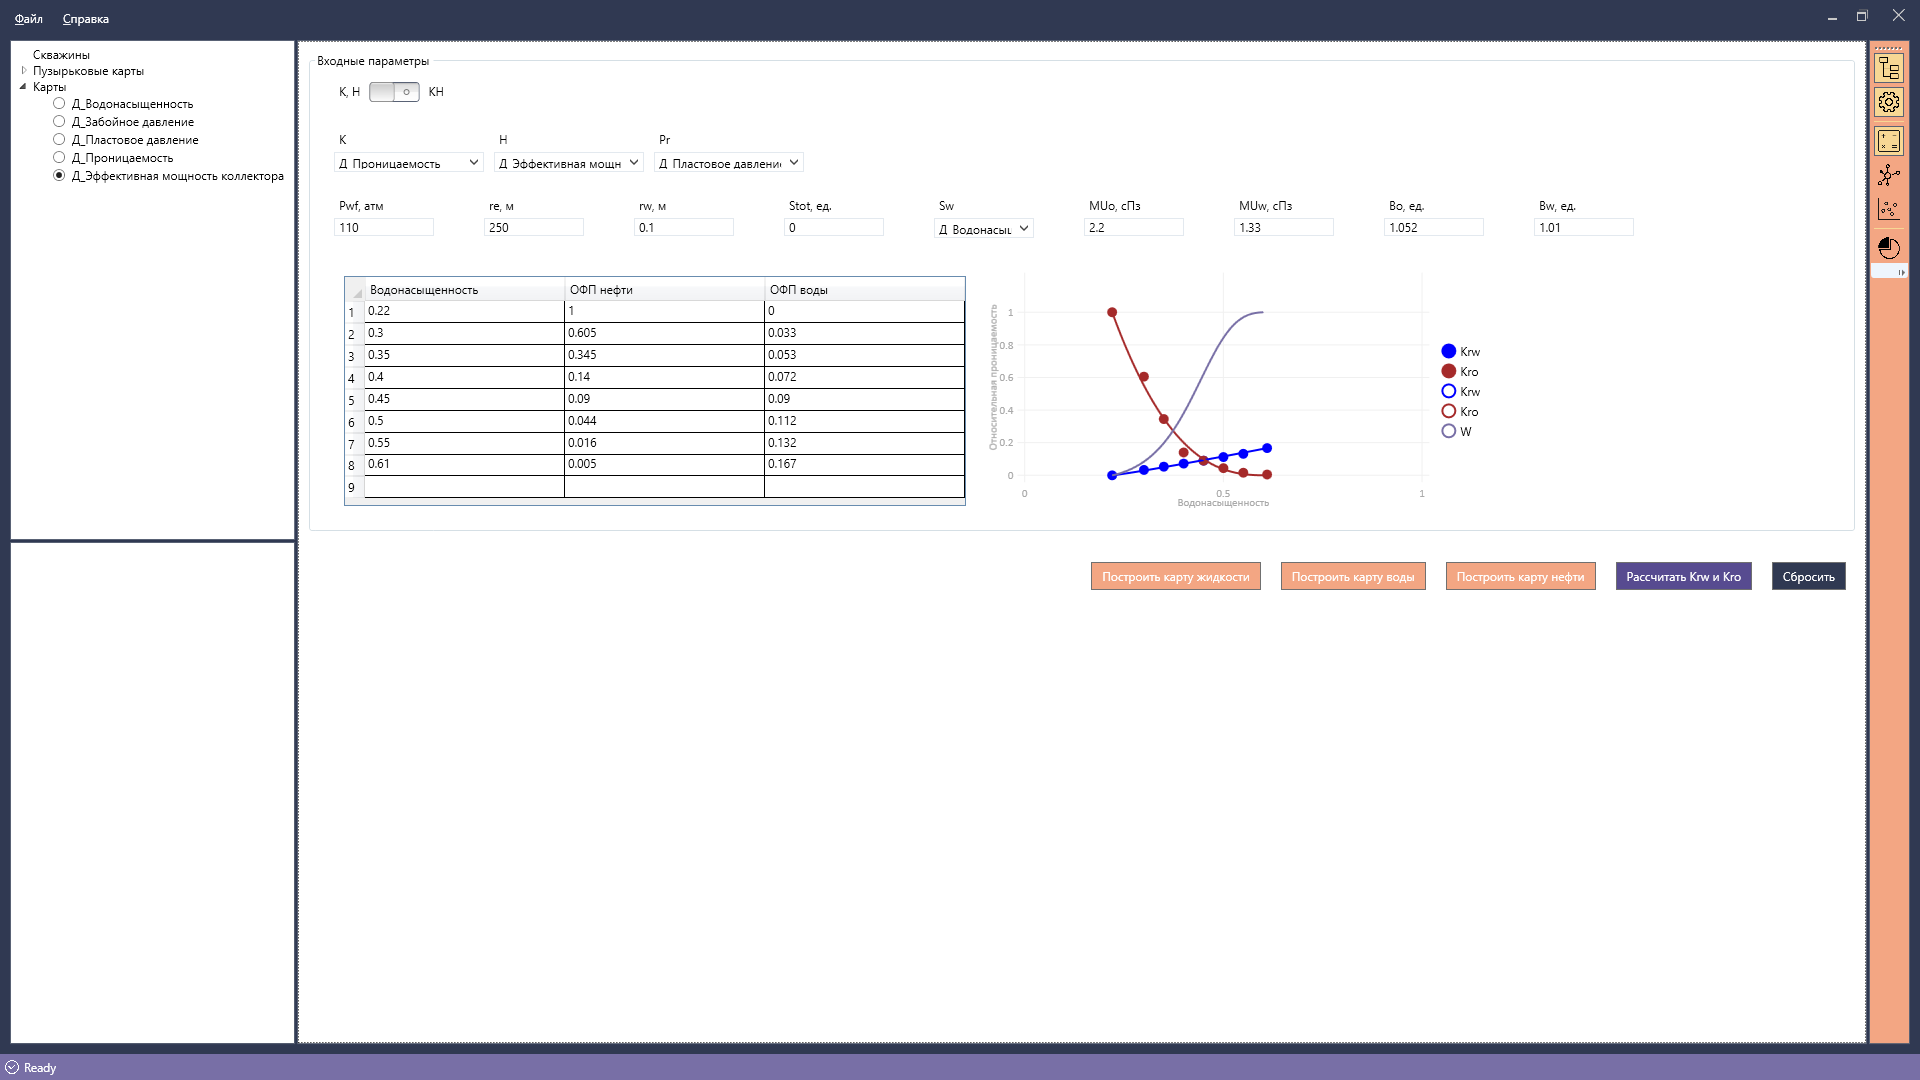 Файл Справка
Скважины
Пузырьковые карты
Карты
Д_Водонасыщенность
Д_Забойное давление
Д_Пластовое давление
Д_Проницаемость
Д_Эффективная мощность коллектора
Входные параметры
K, H KH
K H Pr
Д_Проницаемость Д_Эффективная мощн Д_Пластовое давлени
Pwf, атм re, м rw, м Stot, ед. Sw MUo, сПз MUw, сПз Bo, ед. Bw, ед.
110 250 0.1 0 Д_Водонасыц 2.2 1.33 1.052 1.01
Водонасыщенность ОФП нефти ОФП воды
1 0.22 1 0
2 0.3 0.605 0.033
3 0.35 0.345 0.053
4 0.4 0.14 0.072
5 0.45 0.09 0.09
6 0.5 0.044 0.112
7 0.55 0.016 0.132
8 0.61 0.005 0.167
9
Относительная проницаемость
1
0.8
0.6
0.4
0.2
0
0 0.5 1
Водонасыщенность
Krw
Kro
Krw
Kro
W
Построить карту жидкости Построить карту воды Построить карту нефти Рассчитать Krw и Kro Сбросить
Ready